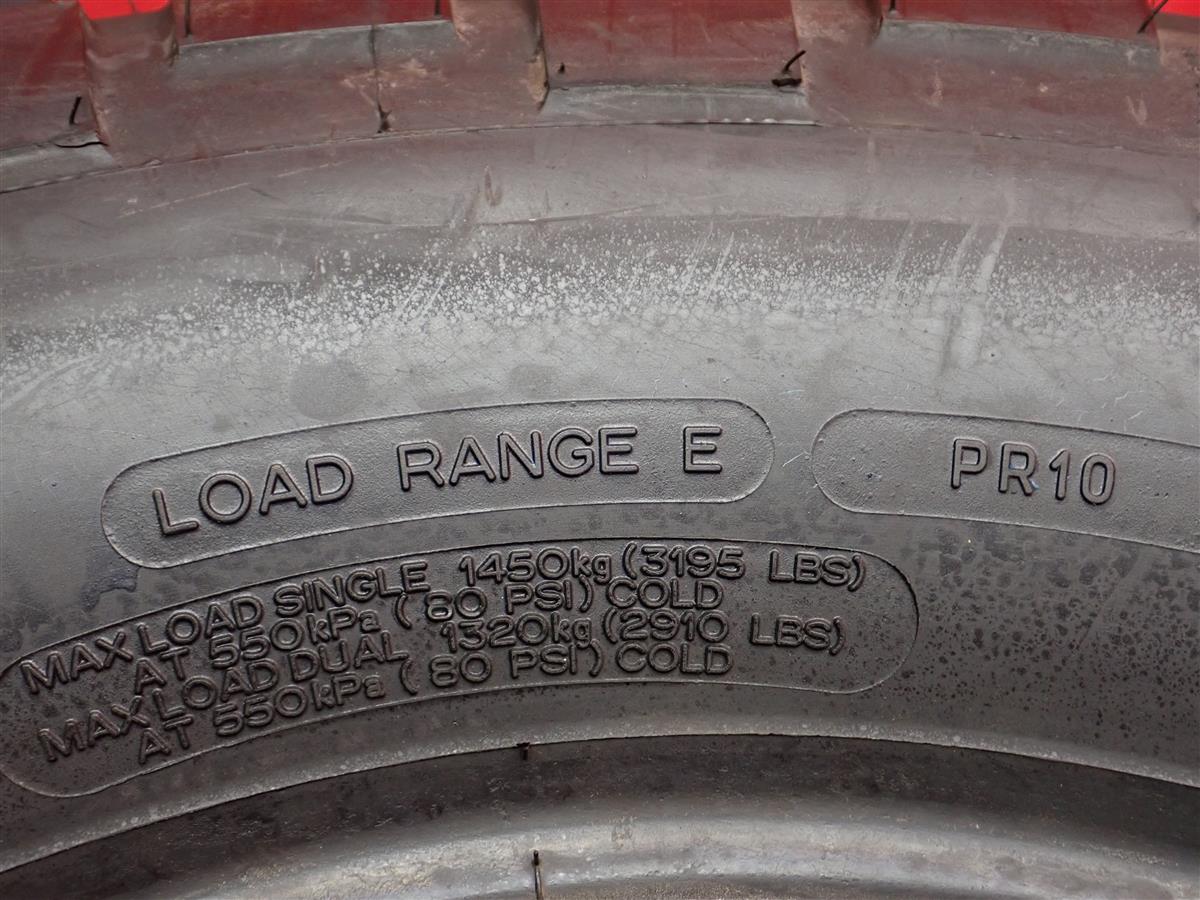 LOAD RANGE E
PR10
MAX LOAD SINGLE 1450kg (3195 LBS)
AT 550kPa (80 PSI) COLD
MAX LOAD DUAL 1320kg (2910 LBS)
AT 550kPa (80 PSI) COLD